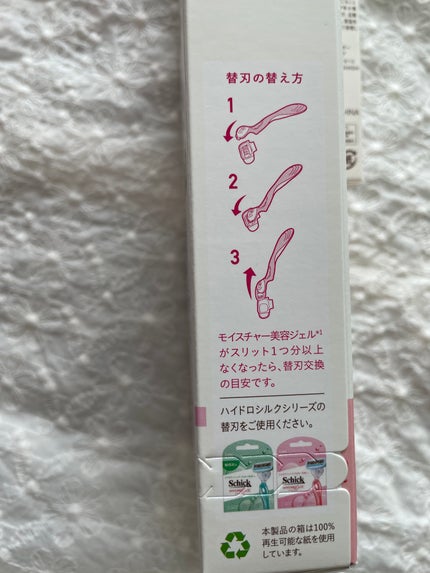 替刃の替え方
1
2
3
モイスチャー美容ジェル*1
がスリット1つ分以上
なくなったら、替刃交換
の目安です。
ハイドロシルクシリーズの
替刃をご使用ください。
Schick
Schick
本製品の箱は100%
再生可能な紙を使用
しています。